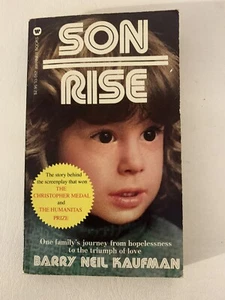 SON
RISE
The story behind
the screenplay that won
THE
CHRISTOPHER MEDAL
and
THE HUMANITAS
PRIZE
One family's journey from hopelessness
to the triumph of love
BARRY NEIL KAUFMAN